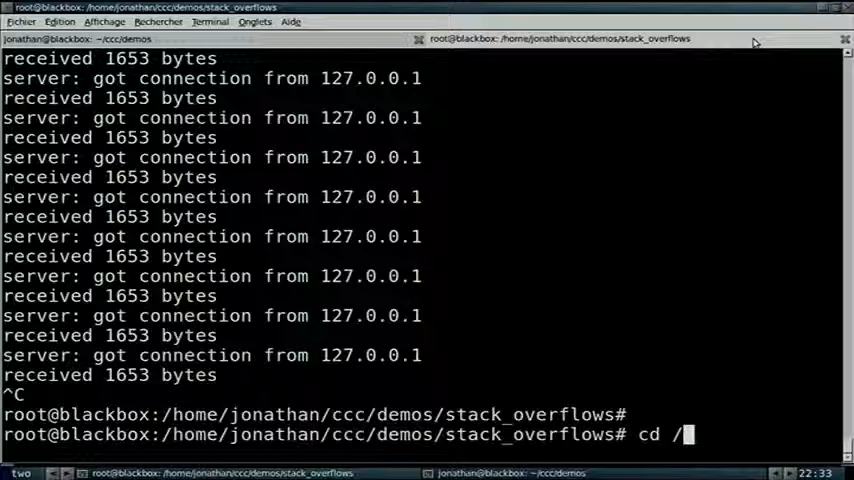 root@blackbox:/home/jonathan/ccc/demos/stack_overflows
Fichier Edition Affichage Rechercher Terminal Onglets Aide
jonathan@blackbox: ~/ccc/demos root@blackbox: /home/jonathan/ccc/demos/stack_overflows
received 1653 bytes
server: got connection from 127.0.0.1
received 1653 bytes
server: got connection from 127.0.0.1
received 1653 bytes
server: got connection from 127.0.0.1
received 1653 bytes
server: got connection from 127.0.0.1
received 1653 bytes
server: got connection from 127.0.0.1
received 1653 bytes
server: got connection from 127.0.0.1
received 1653 bytes
server: got connection from 127.0.0.1
received 1653 bytes
server: got connection from 127.0.0.1
received 1653 bytes
^C
root@blackbox:/home/jonathan/ccc/demos/stack_overflows#
root@blackbox:/home/jonathan/ccc/demos/stack_overflows# cd /
two root@blackbox:/home/jonathan/ccc/demos/stack_overflows jonathan@blackbox: ~/ccc/demos 22:33